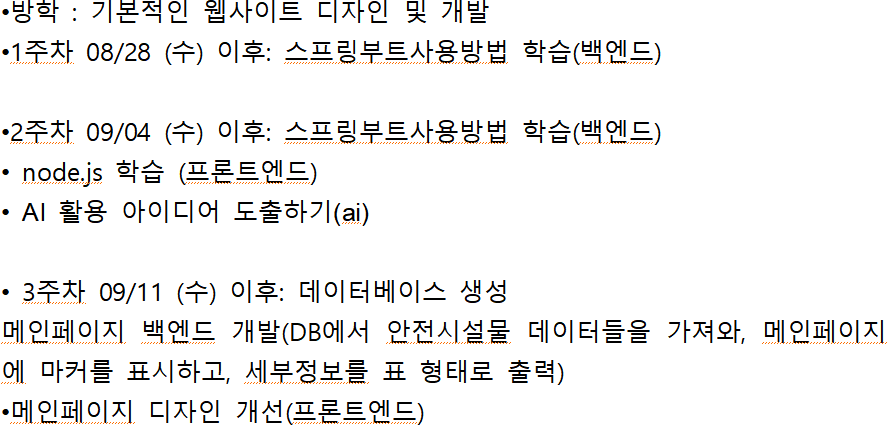 •방학 : 기본적인 웹사이트 디자인 및 개발
•1주차 08/28 (수) 이후: 스프링부트사용방법 학습(백엔드)
•2주차 09/04 (수) 이후: 스프링부트사용방법 학습(백엔드)
• node.js 학습 (프론트엔드)
• AI 활용 아이디어 도출하기(ai)
• 3주차 09/11 (수) 이후: 데이터베이스 생성
메인페이지 백엔드 개발(DB에서 안전시설물 데이터들을 가져와, 메인페이지
에 마커를 표시하고, 세부정보를 표 형태로 출력)
•메인페이지 디자인 개선(프론트엔드)